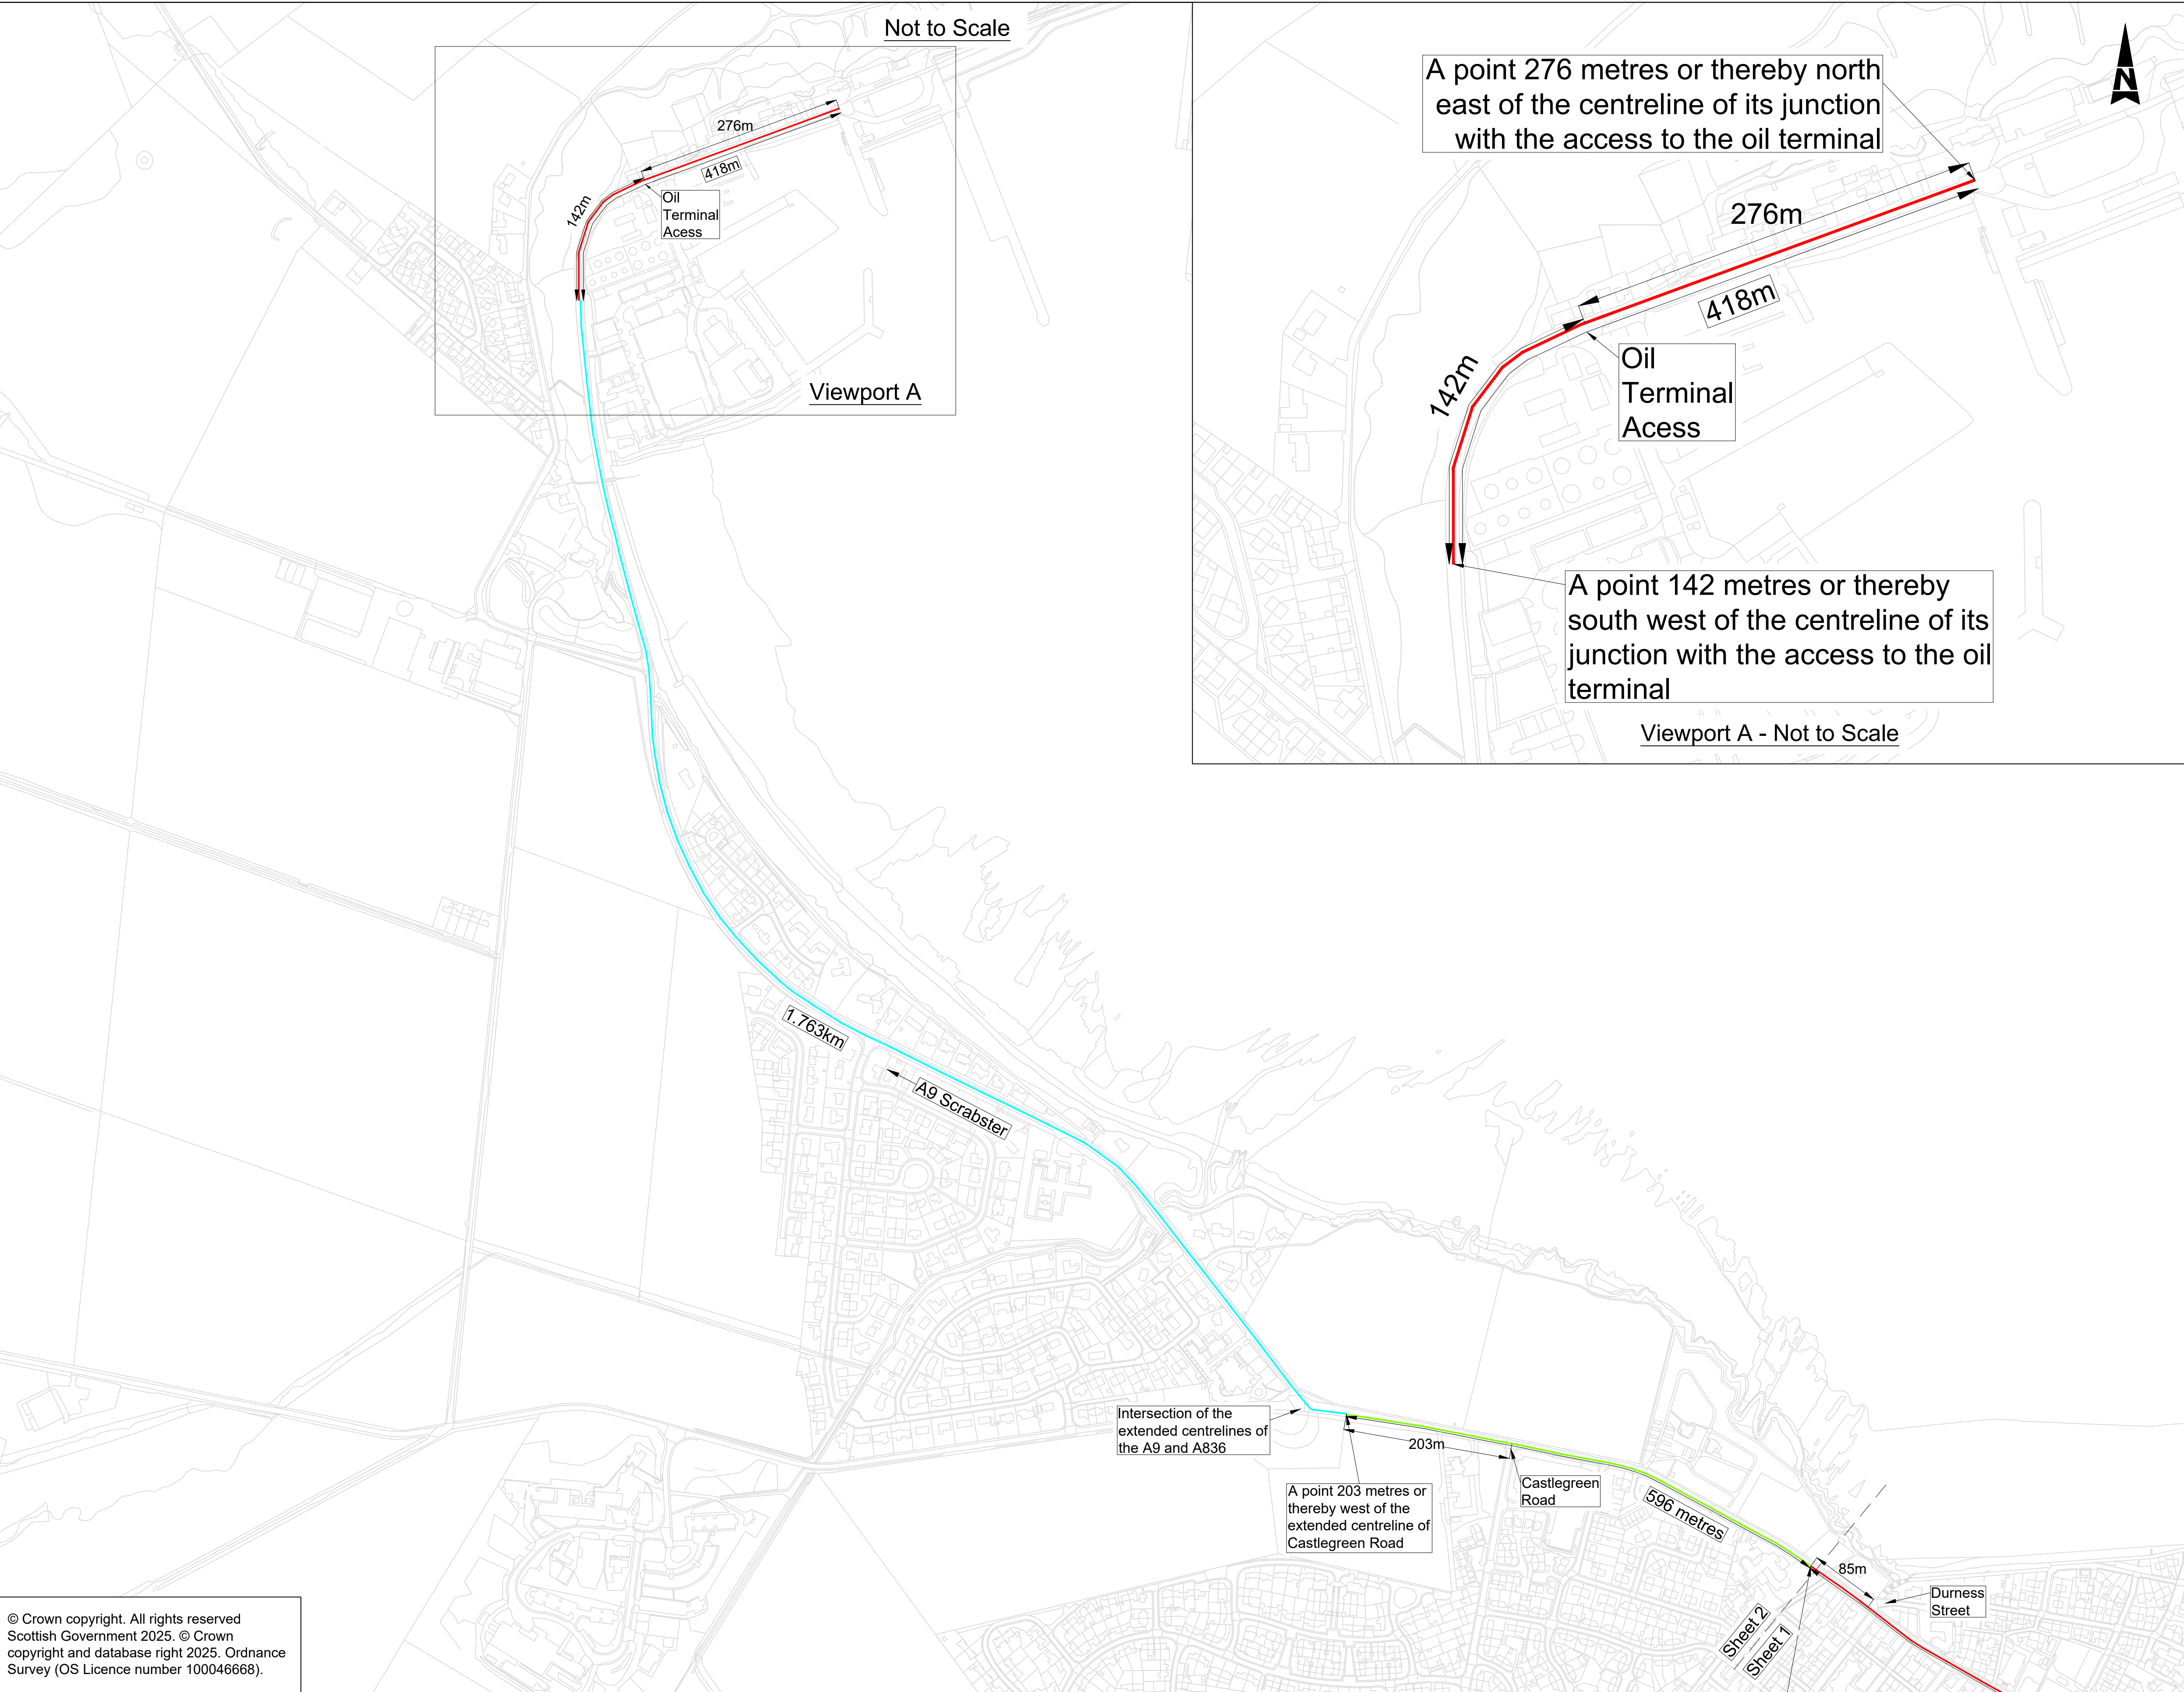 Not to Scale
276m
418m
142m
Oil
Terminal
Acess
Viewport A
A point 276 metres or thereby north
east of the centreline of its junction
with the access to the oil terminal
N
276m
418m
142m
Oil
Terminal
Acess
A point 142 metres or thereby
south west of the centreline of its
junction with the access to the oil
terminal
Viewport A - Not to Scale
1.763km
A9 Scrabster
Intersection of the
extended centrelines of
the A9 and A836
203m
A point 203 metres or
thereby west of the
extended centreline of
Castlegreen Road
Castlegreen
Road
596 metres
85m
Durness
Street
Sheet 2
Sheet 1
© Crown copyright. All rights reserved
Scottish Government 2025. © Crown
copyright and database right 2025. Ordnance
Survey (OS Licence number 100046668).